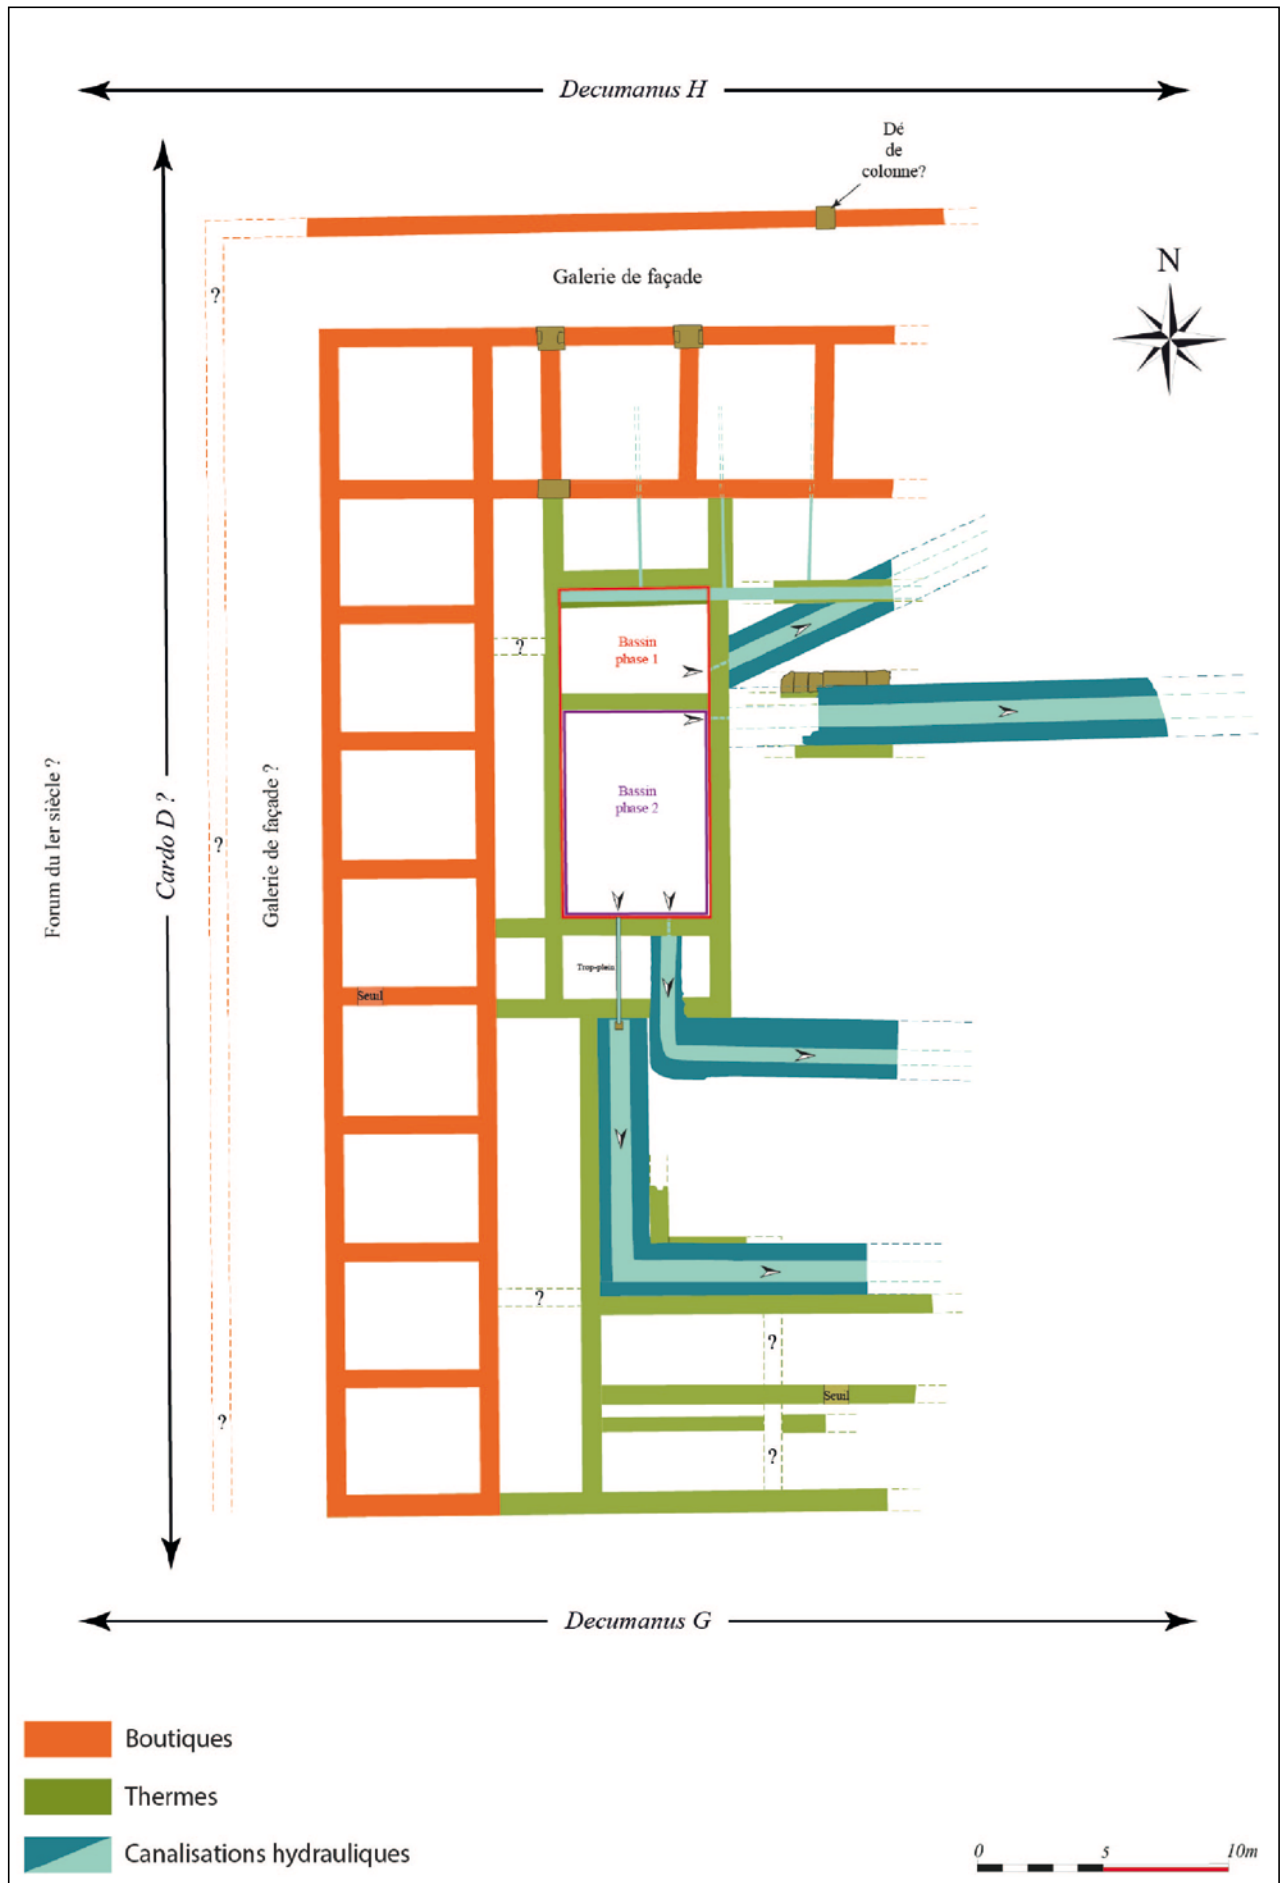 Decumanus H
Dé
de
colonne?
N
Galerie de façade
?
?
Bassin
phase 1
Bassin
phase 2
Forum du Ier siècle ?
Cardo D ?
?
Galerie de façade ?
Trop-plein
Seuil
?
?
Seuil
?
?
Decumanus G
Boutiques
Thermes
Canalisations hydrauliques
0 5 10m